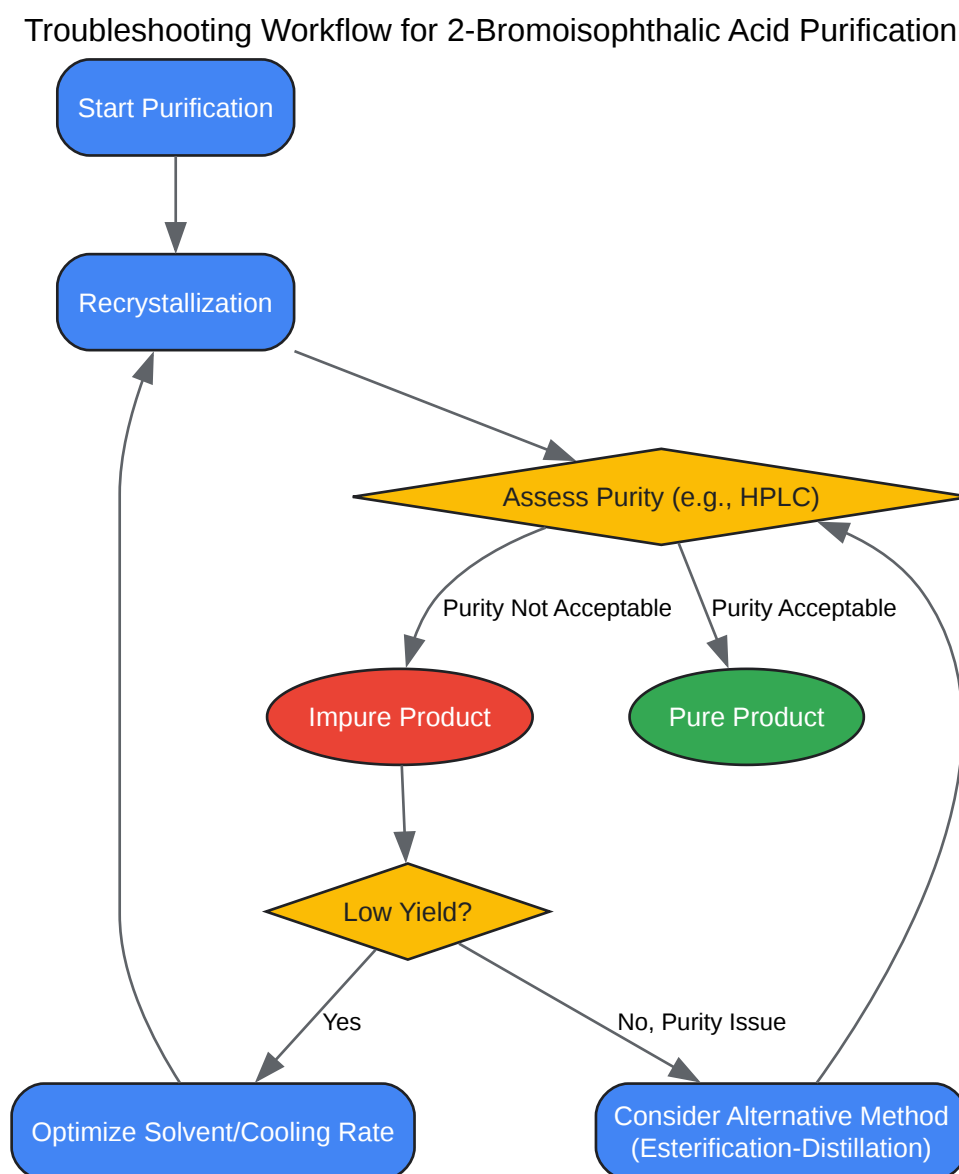 Troubleshooting Workflow for 2-Bromoisophthalic Acid Purification
Start Purification
Recrystallization
Assess Purity (e.g., HPLC)
Purity Not Acceptable
Purity Acceptable
Impure Product
Pure Product
Low Yield?
Yes
No, Purity Issue
Optimize Solvent/Cooling Rate
Consider Alternative Method
(Esterification-Distillation)